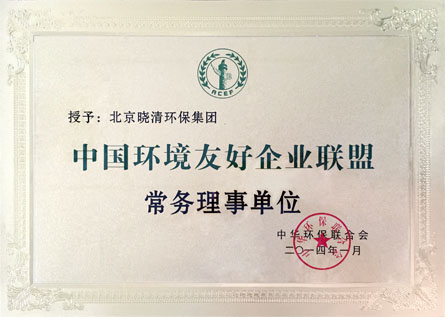 ACEF
授予：北京晓清环保集团
中国环境友好企业联盟
常务理事单位
中华环保联合会
二〇一四年一月